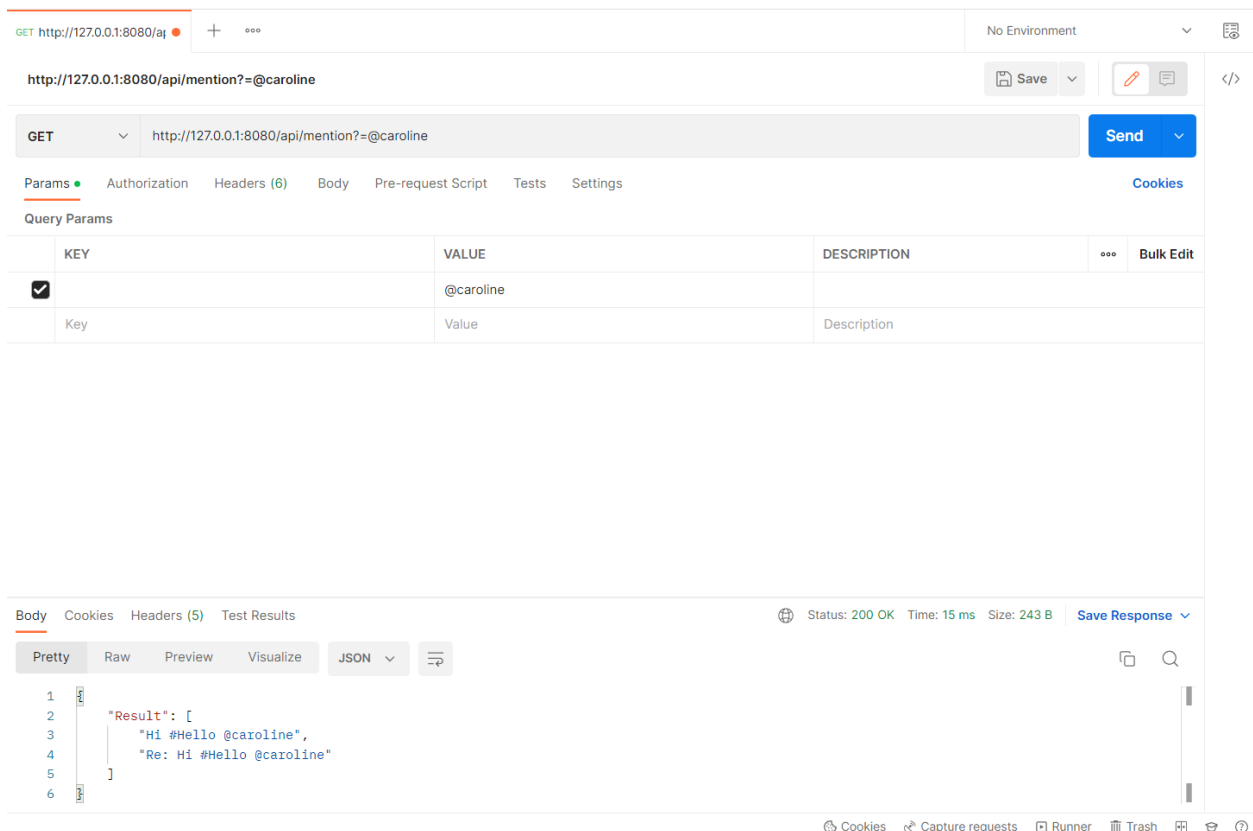 GET http://127.0.0.1:8080/ap
No Environment
http://127.0.0.1:8080/api/mention?=@caroline
Save
GET http://127.0.0.1:8080/api/mention?=@caroline
Send
Params Authorization Headers (6) Body Pre-request Script Tests Settings Cookies
Query Params
KEY VALUE DESCRIPTION Bulk Edit
@caroline
Key Value Description
Body Cookies Headers (5) Test Results Status: 200 OK Time: 15 ms Size: 243 B Save Response
Pretty Raw Preview Visualize JSON
1 {
2 "Result": [
3 "Hi #Hello @caroline",
4 "Re: Hi #Hello @caroline"
5 ]
6 }
Cookies Capture requests Runner Trash